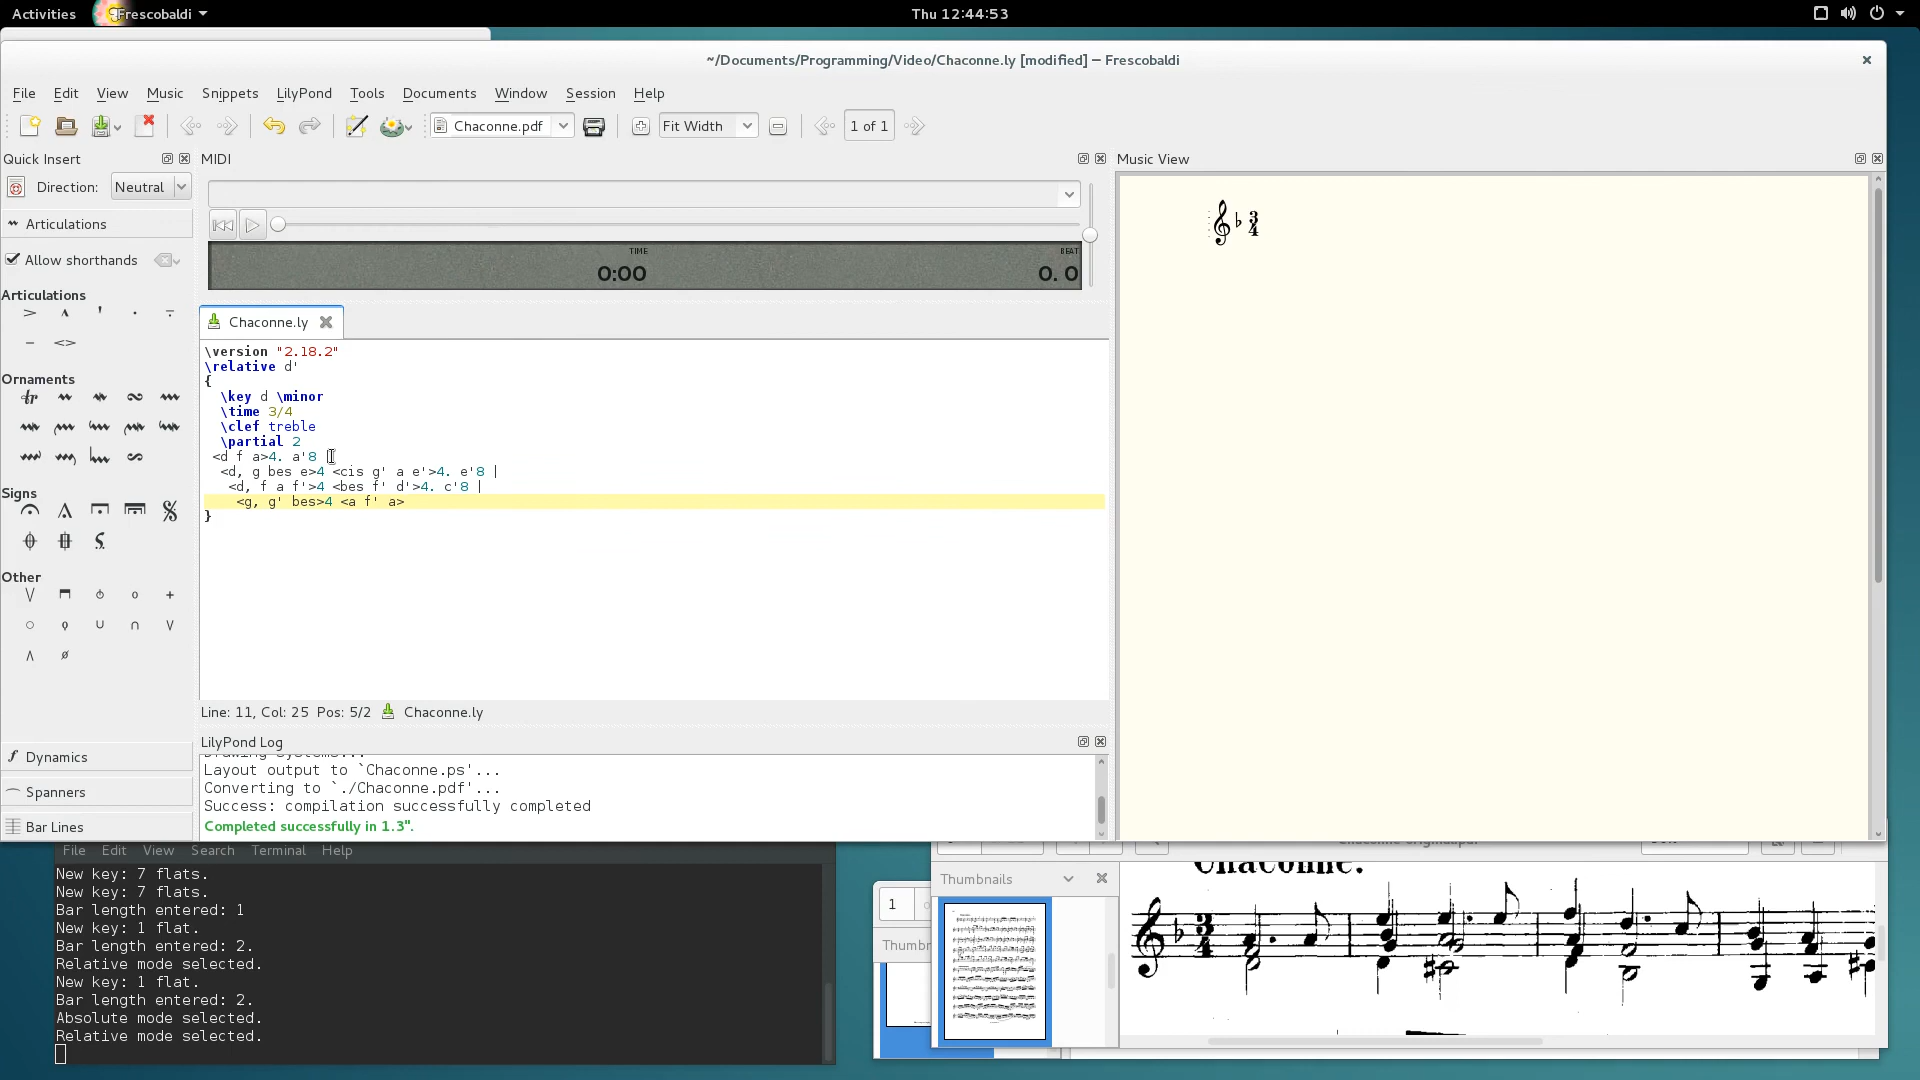 Activities
Frescobaldi
Thu 12:44:53
~/Documents/Programming/Video/Chaconne.ly [modified] — Frescobaldi
File Edit View Music Snippets LilyPond Tools Documents Window Session Help
Chaconne.pdf
Fit Width
1 of 1
Quick Insert
Direction: Neutral
Articulations
Allow shorthands
Articulations
Ornaments
Signs
Other
Dynamics
Spanners
Bar Lines
MIDI
TIME
0:00
BEAT
0. 0
Chaconne.ly
\version "2.18.2"
\relative d'
{
\key d \minor
\time 3/4
\clef treble
\partial 2
<d f a>4. a'8 |
<d, g bes e>4 <cis g' a e'>4. e'8 |
<d, f a f'>4 <bes f' d'>4. c'8 |
<g, g' bes>4 <a f' a>
}
Line: 11, Col: 25 Pos: 5/2 Chaconne.ly
LilyPond Log
Layout output to `Chaconne.ps'...
Converting to `./Chaconne.pdf'...
Success: compilation successfully completed
Completed successfully in 1.3".
Music View
File Edit View Search Terminal Help
New key: 7 flats.
New key: 7 flats.
Bar length entered: 1
New key: 1 flat.
Bar length entered: 2.
Relative mode selected.
New key: 1 flat.
Bar length entered: 2.
Absolute mode selected.
Relative mode selected.
1
Thumbnails
Chaconne.